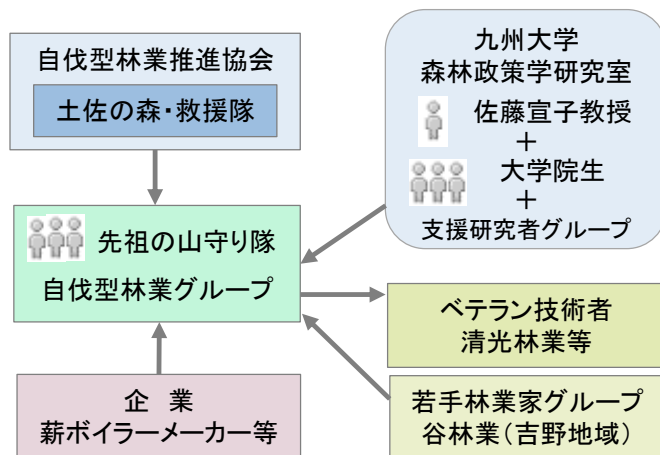 自伐型林業推進協会
土佐の森・救援隊
九州大学
森林政策学研究室
佐藤宣子教授
＋
大学院生
＋
支援研究者グループ
先祖の山守り隊
自伐型林業グループ
ベテラン技術者
清光林業等
企　業
薪ボイラーメーカー等
若手林業家グループ
谷林業（吉野地域）